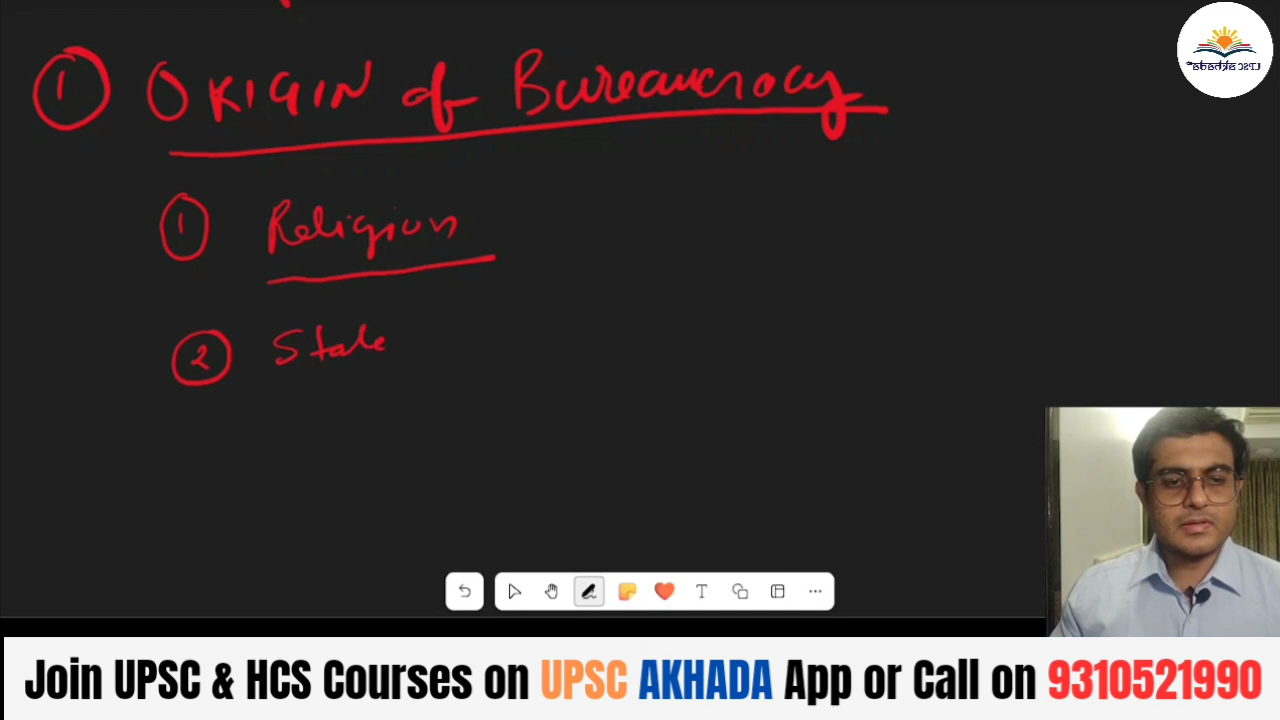 ① ORIGIN of Bureaucracy
① Religion
② State
T
Join UPSC & HCS Courses on UPSC AKHADA App or Call on 9310521990